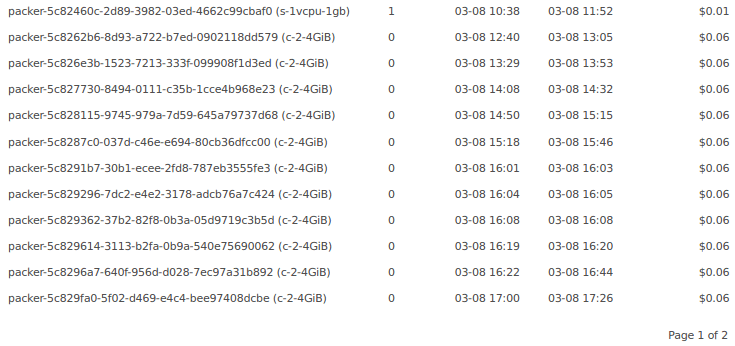 packer-5c82460c-2d89-3982-03ed-4662c99cbaf0 (s-1vcpu-1gb) 1 03-08 10:38 03-08 11:52 $0.01
packer-5c8262b6-8d93-a722-b7ed-0902118dd579 (c-2-4GiB) 0 03-08 12:40 03-08 13:05 $0.06
packer-5c826e3b-1523-7213-333f-099908f1d3ed (c-2-4GiB) 0 03-08 13:29 03-08 13:53 $0.06
packer-5c827730-8494-0111-c35b-1cce4b968e23 (c-2-4GiB) 0 03-08 14:08 03-08 14:32 $0.06
packer-5c828115-9745-979a-7d59-645a79737d68 (c-2-4GiB) 0 03-08 14:50 03-08 15:15 $0.06
packer-5c8287c0-037d-c46e-e694-80cb36dfcc00 (c-2-4GiB) 0 03-08 15:18 03-08 15:46 $0.06
packer-5c8291b7-30b1-ecee-2fd8-787eb3555fe3 (c-2-4GiB) 0 03-08 16:01 03-08 16:03 $0.06
packer-5c829296-7dc2-e4e2-3178-adcb76a7c424 (c-2-4GiB) 0 03-08 16:04 03-08 16:05 $0.06
packer-5c829362-37b2-82f8-0b3a-05d9719c3b5d (c-2-4GiB) 0 03-08 16:08 03-08 16:08 $0.06
packer-5c829614-3113-b2fa-0b9a-540e75690062 (c-2-4GiB) 0 03-08 16:19 03-08 16:20 $0.06
packer-5c8296a7-640f-956d-d028-7ec97a31b892 (c-2-4GiB) 0 03-08 16:22 03-08 16:44 $0.06
packer-5c829fa0-5f02-d469-e4c4-bee97408dcbe (c-2-4GiB) 0 03-08 17:00 03-08 17:26 $0.06
Page 1 of 2